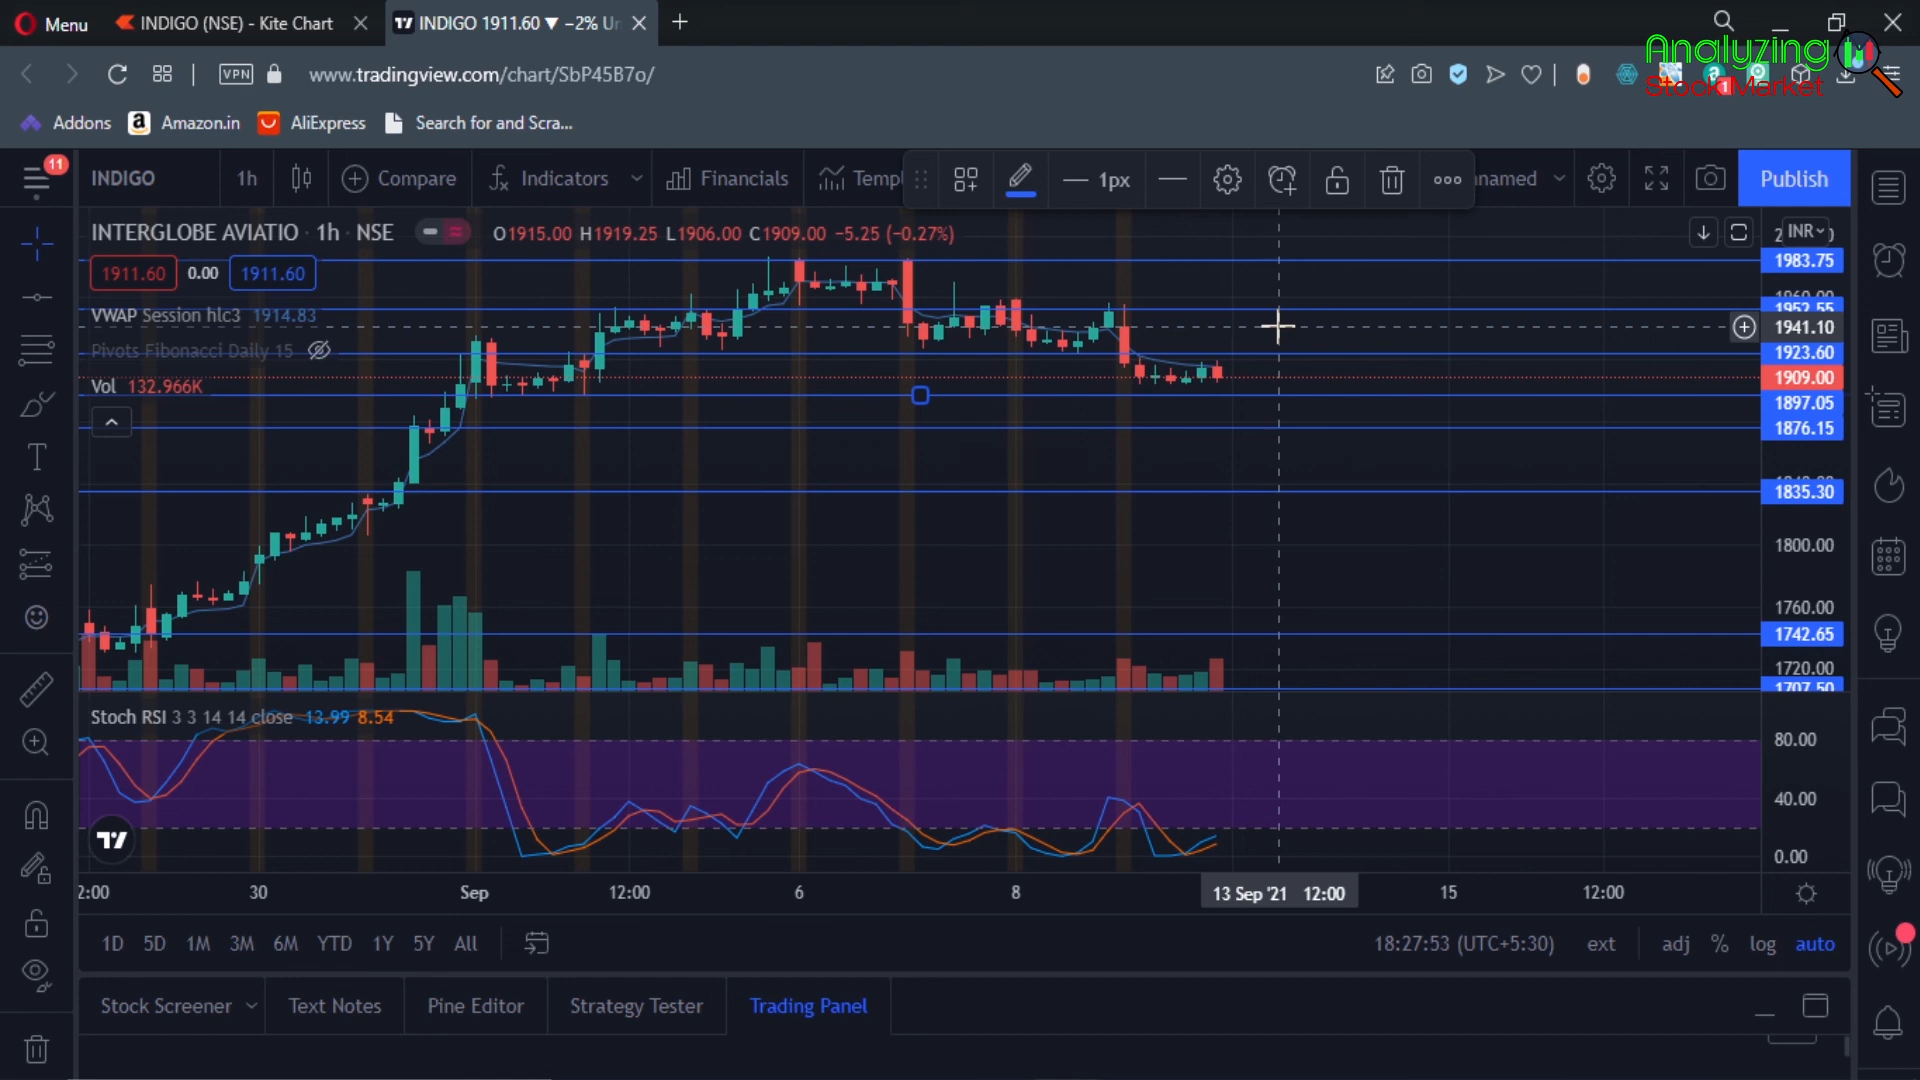 Menu
INDIGO (NSE) - Kite Chart
INDIGO 1911.60 ▼ −2% Un
Analyzing
Stock Market
VPN
www.tradingview.com/chart/SbP45B7o/
1
Addons
Amazon.in
AliExpress
Search for and Scra...
11
INDIGO
1h
Compare
Indicators
Financials
Templ
1px
named
Publish
INTERGLOBE AVIATIO · 1h · NSE
O1915.00 H1919.25 L1906.00 C1909.00 −5.25 (−0.27%)
INR
1911.60
0.00
1911.60
1983.75
VWAP Session hlc3 1914.83
1952.55
1941.10
Pivots Fibonacci Daily 15
1923.60
Vol 132.966K
1909.00
1897.05
1876.15
1835.30
1800.00
1760.00
1742.65
1720.00
1707.50
Stoch RSI 3 3 14 14 close 13.99 8.54
80.00
40.00
0.00
2:00
30
Sep
12:00
6
8
13 Sep '21 12:00
15
12:00
1D
5D
1M
3M
6M
YTD
1Y
5Y
All
18:27:53 (UTC+5:30)
ext
adj
%
log
auto
Stock Screener
Text Notes
Pine Editor
Strategy Tester
Trading Panel